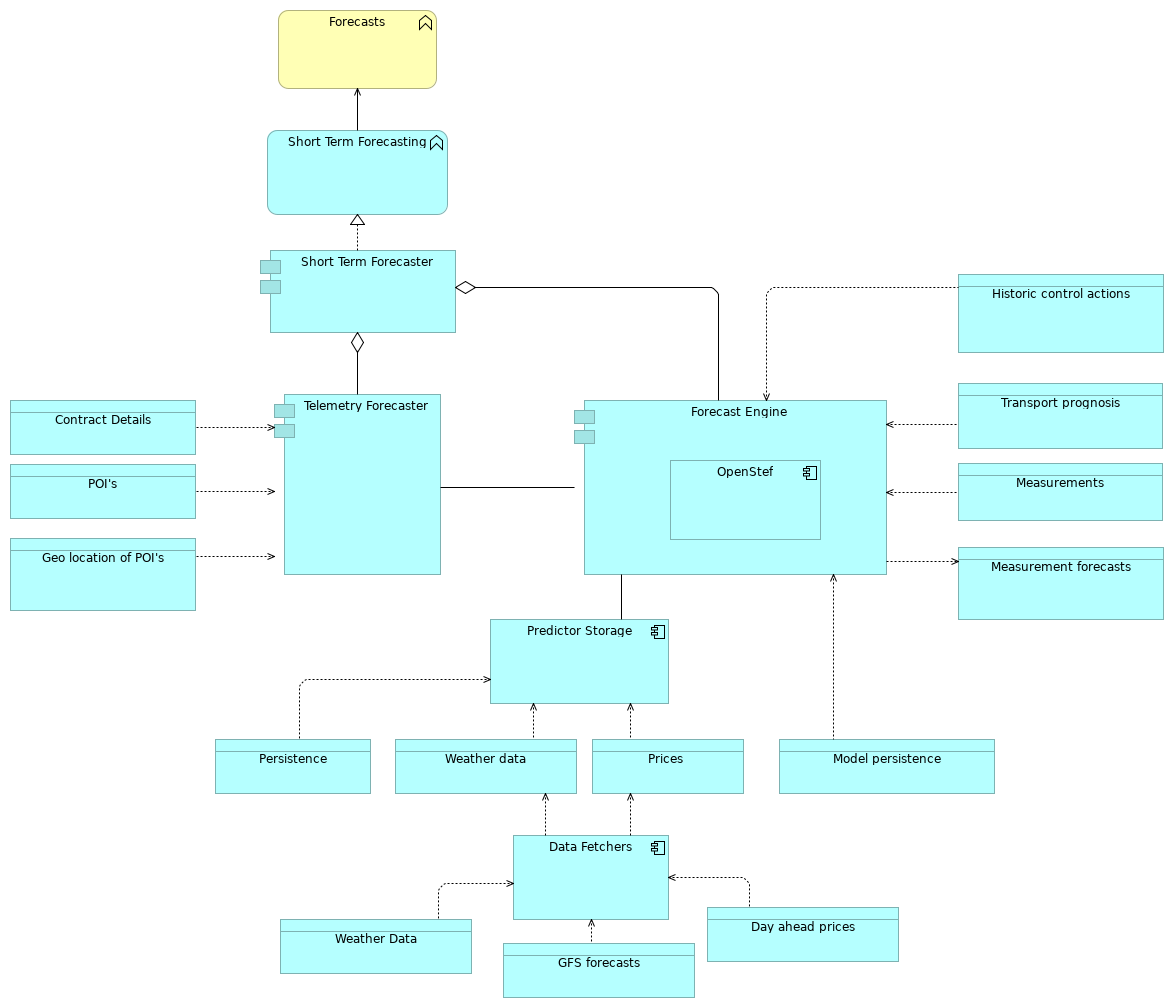 Forecasts
Short Term Forecasting
Short Term Forecaster
Historic control actions
Telemetry Forecaster
Forecast Engine
Transport prognosis
Contract Details
OpenStef
POI's
Measurements
Geo location of POI's
Measurement forecasts
Predictor Storage
Persistence
Weather data
Prices
Model persistence
Data Fetchers
Weather Data
Day ahead prices
GFS forecasts